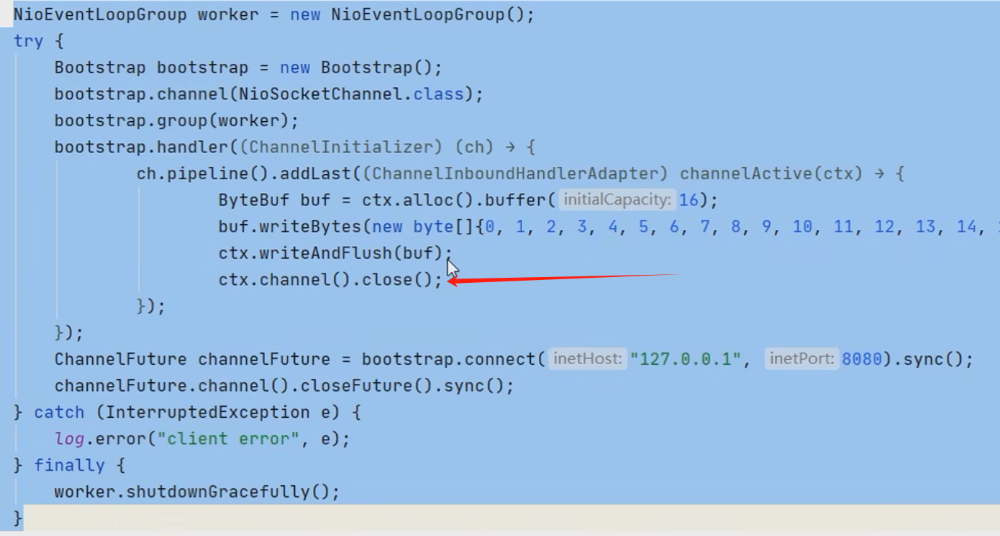 NioEventLoopGroup worker = new NioEventLoopGroup();
try {
Bootstrap bootstrap = new Bootstrap();
bootstrap.channel(NioSocketChannel.class);
bootstrap.group(worker);
bootstrap.handler((ChannelInitializer) (ch) → {
ch.pipeline().addLast((ChannelInboundHandlerAdapter) channelActive(ctx) → {
ByteBuf buf = ctx.alloc().buffer( initialCapacity: 16);
buf.writeBytes(new byte[]{0, 1, 2, 3, 4, 5, 6, 7, 8, 9, 10, 11, 12, 13, 14,
ctx.writeAndFlush(buf);
ctx.channel().close();
});
});
ChannelFuture channelFuture = bootstrap.connect( inetHost: "127.0.0.1", inetPort: 8080).sync();
channelFuture.channel().closeFuture().sync();
} catch (InterruptedException e) {
log.error("client error", e);
} finally {
worker.shutdownGracefully();
}